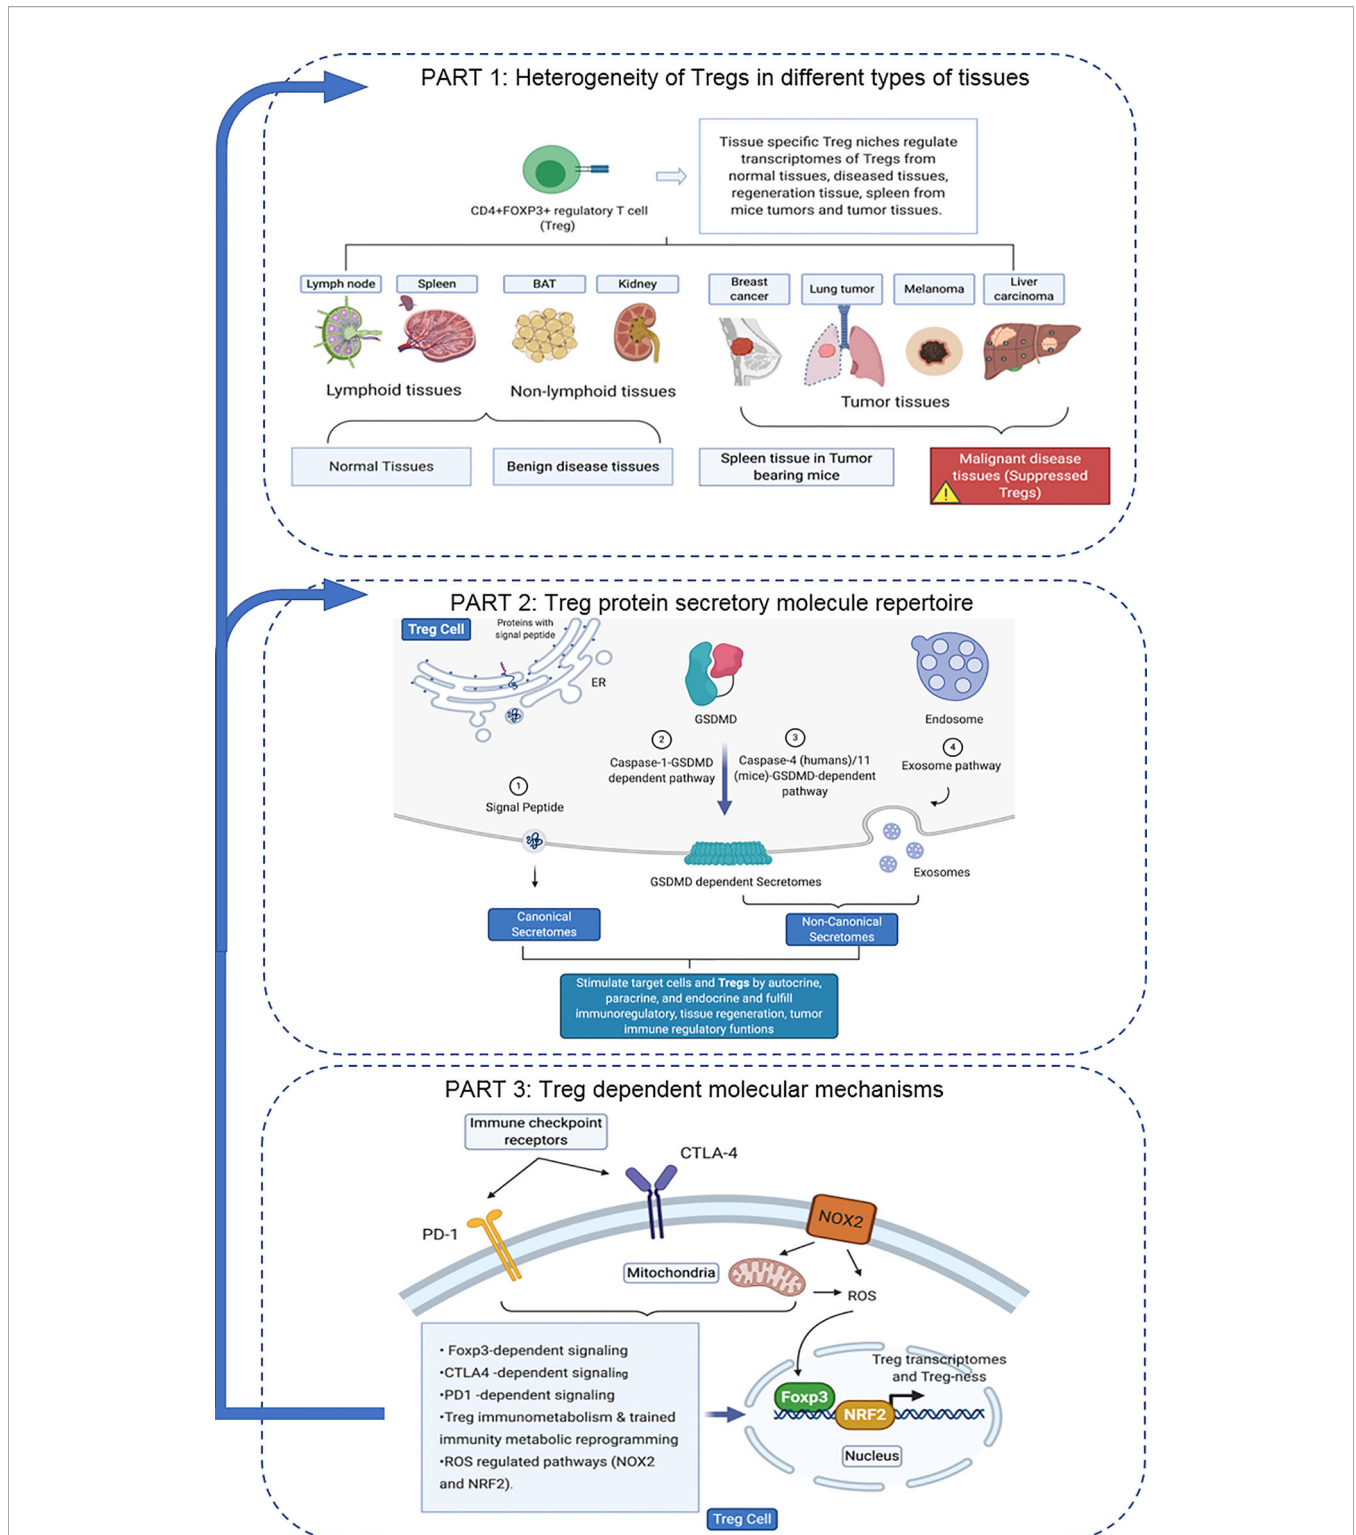 PART 1: Heterogeneity of Tregs in different types of tissues
Tissue specific Treg niches regulate
transcriptomes of Tregs from
normal tissues, diseased tissues,
regeneration tissue, spleen from
mice tumors and tumor tissues.
CD4+FOXP3+ regulatory T cell
(Treg)
Lymph node
Spleen
BAT
Kidney
Breast
cancer
Lung tumor
Melanoma
Liver
carcinoma
Lymphoid tissues
Non-lymphoid tissues
Tumor tissues
Normal Tissues
Benign disease tissues
Spleen tissue in Tumor
bearing mice
Malignant disease
tissues (Suppressed
Tregs)
!
PART 2: Treg protein secretory molecule repertoire
Treg Cell
Proteins with
signal peptide
ER
GSDMD
Endosome
1
Signal Peptide
2
Caspase-1-GSDMD
dependent pathway
3
Caspase-4 (humans)/11
(mice)-GSDMD-dependent
pathway
4
Exosome pathway
GSDMD dependent Secretomes
Exosomes
Canonical
Secretomes
Non-Canonical
Secretomes
Stimulate target cells and Tregs by autocrine,
paracrine, and endocrine and fulfill
immunoregulatory, tissue regeneration, tumor
immune regulatory funtions
PART 3: Treg dependent molecular mechanisms
Immune checkpoint
receptors
CTLA-4
PD-1
NOX2
Mitochondria
ROS
• Foxp3-dependent signaling
•CTLA4 -dependent signaling
•PD1 -dependent signaling
•Treg immunometabolism & trained
immunity metabolic reprogramming
•ROS regulated pathways (NOX2
and NRF2).
Treg transcriptomes
and Treg-ness
Foxp3
NRF2
Nucleus
Treg Cell